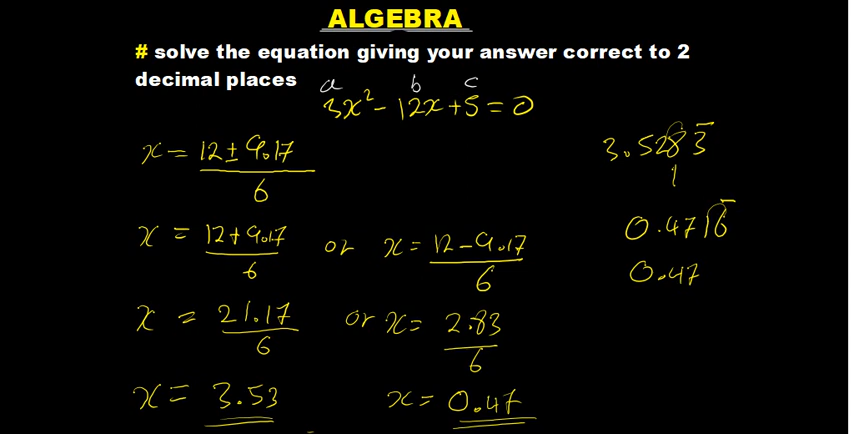 ALGEBRA
# solve the equation giving your answer correct to 2
decimal places
a b c
3x² - 12x + 5 = 0
x = 12 ± 9.17 / 6
x = 12 + 9.17 / 6 or x = 12 - 9.17 / 6
x = 21.17 / 6 or x = 2.83 / 6
x = 3.53 x = 0.47
3.5283̅
1
0.4716̅
0.47